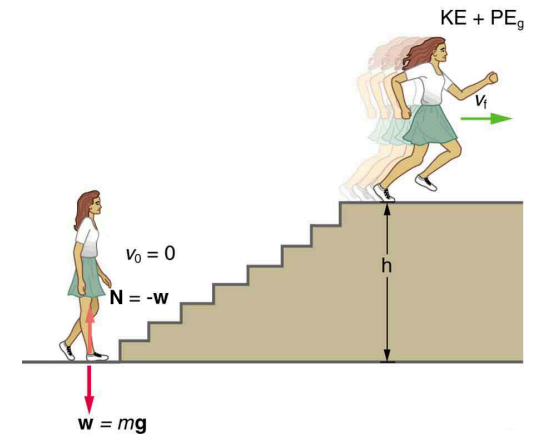 KE + PEg
vf
v0 = 0
h
N = -w
w = mg